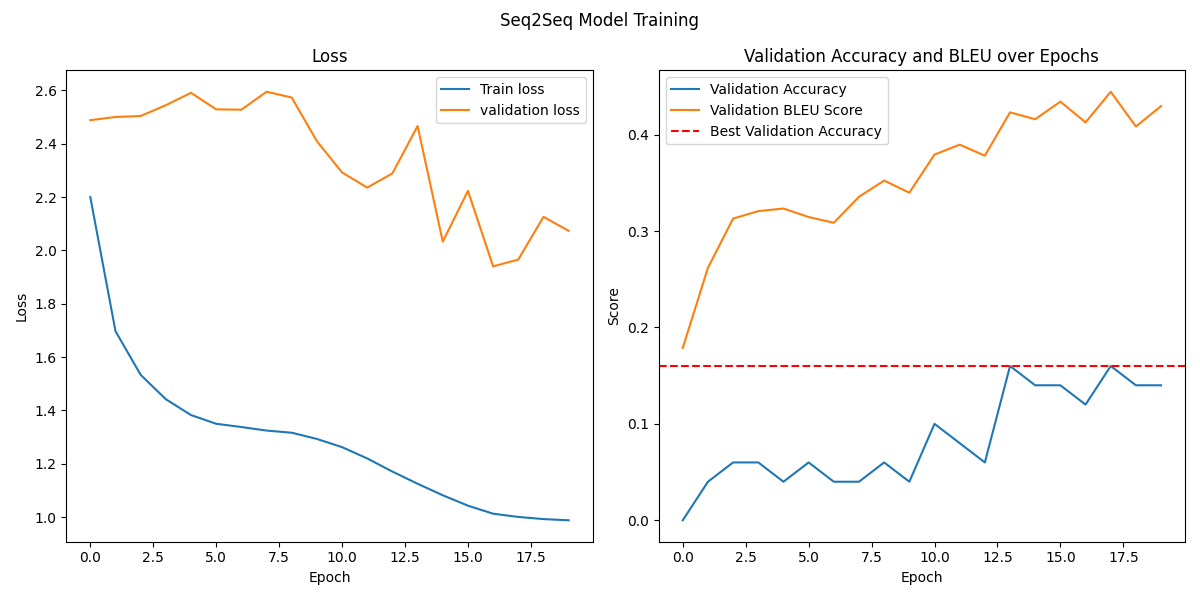 Seq2Seq Model Training
Loss
Train loss
validation loss
Loss
2.6
2.4
2.2
2.0
1.8
1.6
1.4
1.2
1.0
0.0 2.5 5.0 7.5 10.0 12.5 15.0 17.5
Epoch
Validation Accuracy and BLEU over Epochs
Validation Accuracy
Validation BLEU Score
Best Validation Accuracy
Score
0.4
0.3
0.2
0.1
0.0
0.0 2.5 5.0 7.5 10.0 12.5 15.0 17.5
Epoch